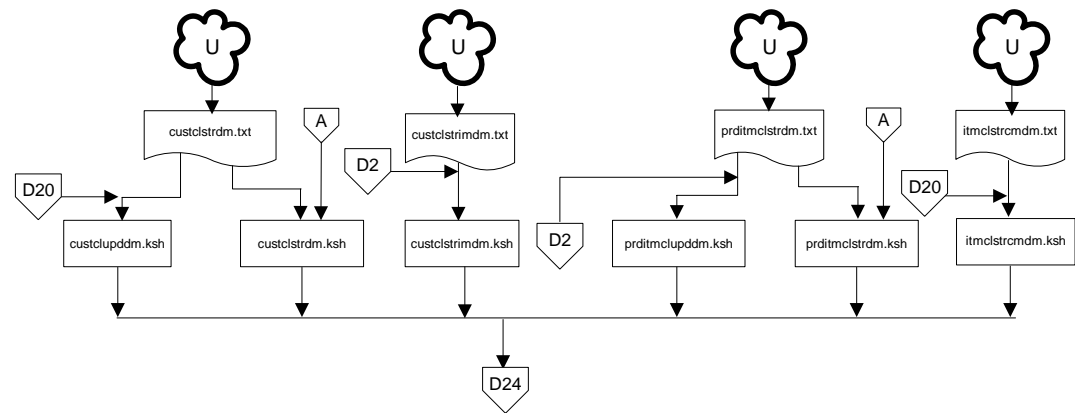 U
U
U
U
custclstrdm.txt
A
custclstrimdm.txt
prditmclstrdm.txt
A
itmclstrcmdm.txt
D20
D2
D20
custclupddm.ksh
custclstrdm.ksh
custclstrimdm.ksh
D2
prditmclupddm.ksh
prditmclstrdm.ksh
itmclstrcmdm.ksh
D24